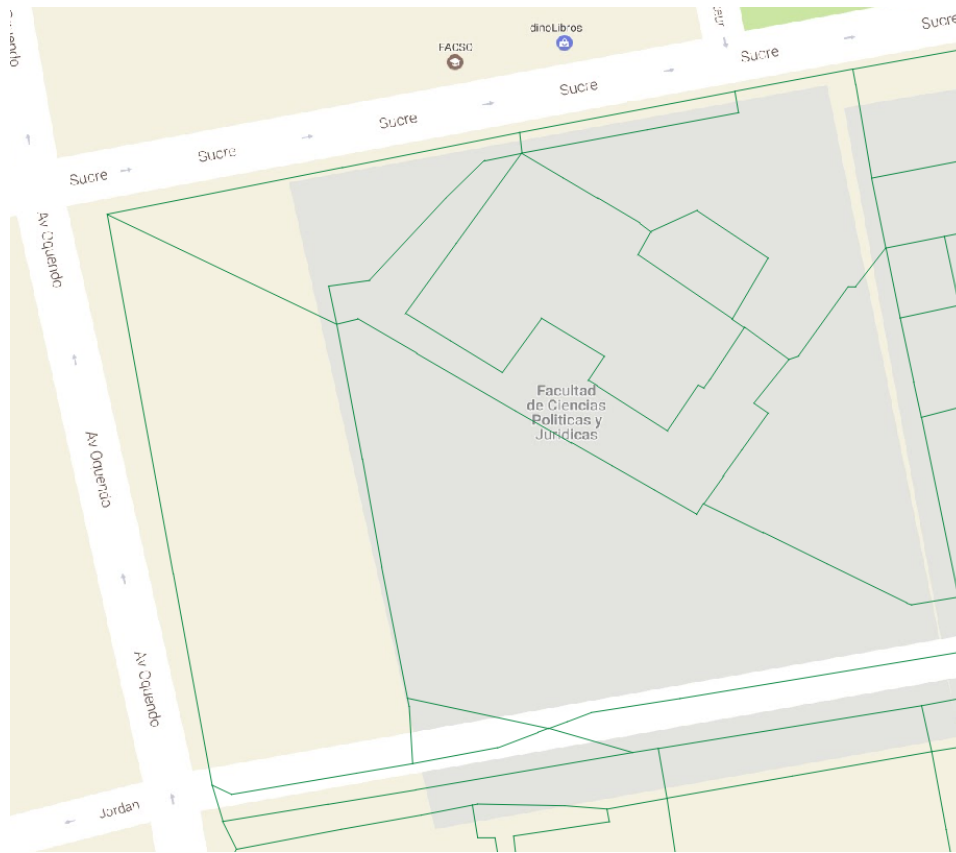 dinoLibros
FACSO
Sucre
Sucre
Sucre
Sucre
Sucre
Sucre
Av Oquendo
Facultad
de Ciencias
Políticas y
Jurídicas
Av Oquendo
Av Oquendo
Jordan